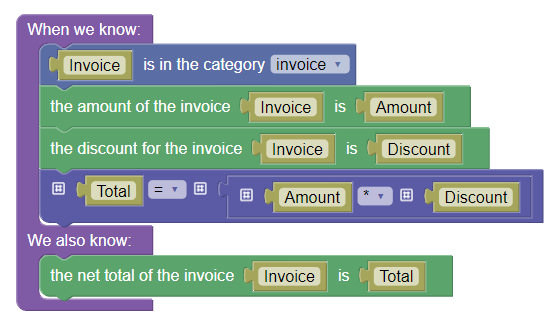 When we know:
Invoice is in the category invoice
the amount of the invoice Invoice is Amount
the discount for the invoice Invoice is Discount
Total = Amount * Discount
We also know:
the net total of the invoice Invoice is Total